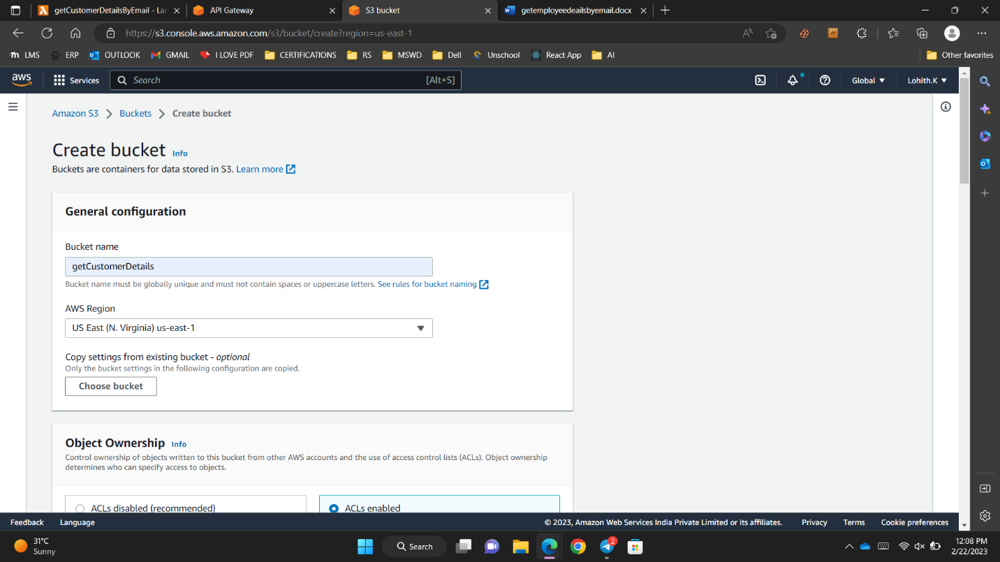 getCustomerDetailsByEmail - Lan
API Gateway
S3 bucket
getemployeedeailsbyemail.docx
https://s3.console.aws.amazon.com/s3/bucket/create?region=us-east-1
LMS
ERP
OUTLOOK
GMAIL
I LOVE PDF
CERTIFICATIONS
RS
MSWD
Dell
Unschool
React App
AI
Other favorites
aws
Services
Search
[Alt+S]
Global
Lohith.K
Amazon S3
Buckets
Create bucket
Create bucket Info
Buckets are containers for data stored in S3. Learn more
General configuration
Bucket name
getCustomerDetails
Bucket name must be globally unique and must not contain spaces or uppercase letters. See rules for bucket naming
AWS Region
US East (N. Virginia) us-east-1
Copy settings from existing bucket - optional
Only the bucket settings in the following configuration are copied.
Choose bucket
Object Ownership Info
Control ownership of objects written to this bucket from other AWS accounts and the use of access control lists (ACLs). Object ownership
determines who can specify access to objects.
ACLs disabled (recommended)
ACLs enabled
Feedback
Language
© 2023, Amazon Web Services India Private Limited or its affiliates.
Privacy
Terms
Cookie preferences
31°C
Sunny
Search
2
12:08 PM
2/22/2023